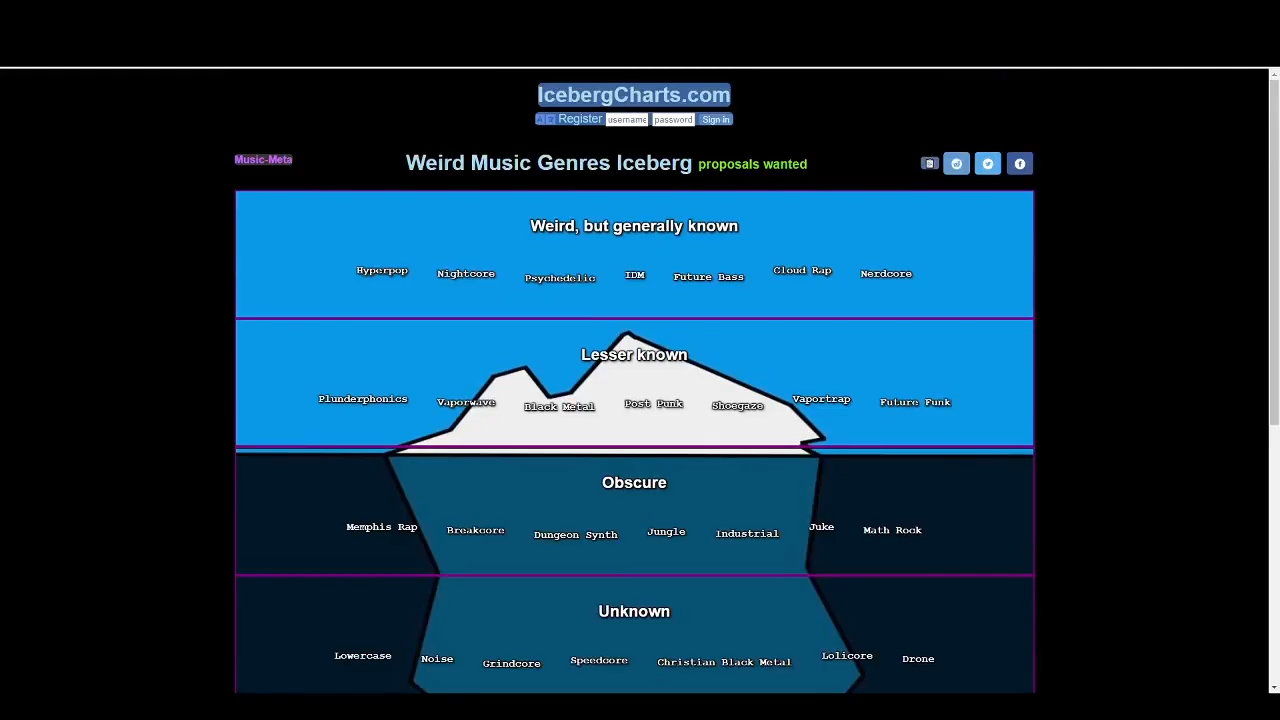 IcebergCharts.com
Register username password Sign in
Music-Meta
Weird Music Genres Iceberg proposals wanted
Weird, but generally known
Hyperpop Nightcore Psychedelic IDM Future Bass Cloud Rap Nerdcore
Lesser known
Plunderphonics Vaporwave Black Metal Post Punk Shoegaze Vaportrap Future Funk
Obscure
Memphis Rap Breakcore Dungeon Synth Jungle Industrial Juke Math Rock
Unknown
Lowercase Noise Grindcore Speedcore Christian Black Metal Lolicore Drone